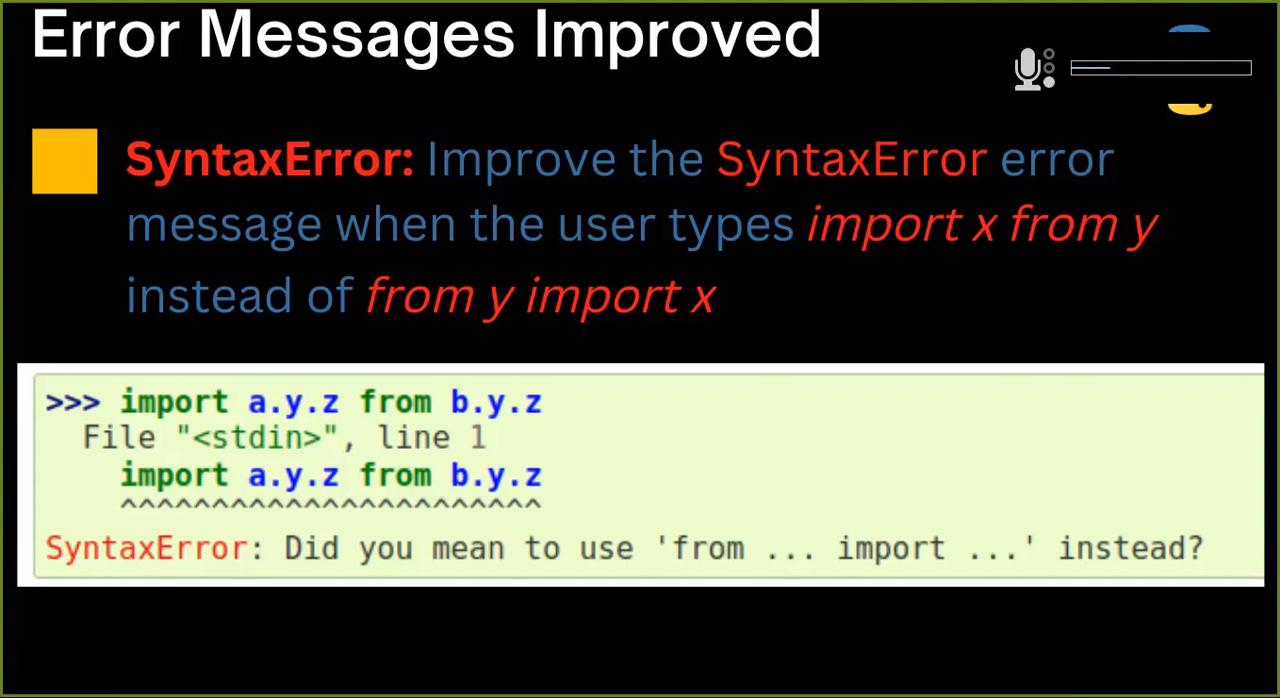 Error Messages Improved
SyntaxError: Improve the SyntaxError error
message when the user types import x from y
instead of from y import x
>>> import a.y.z from b.y.z
  File "<stdin>", line 1
    import a.y.z from b.y.z
    ^^^^^^^^^^^^^^^^^^^^^^^
SyntaxError: Did you mean to use 'from ... import ...' instead?